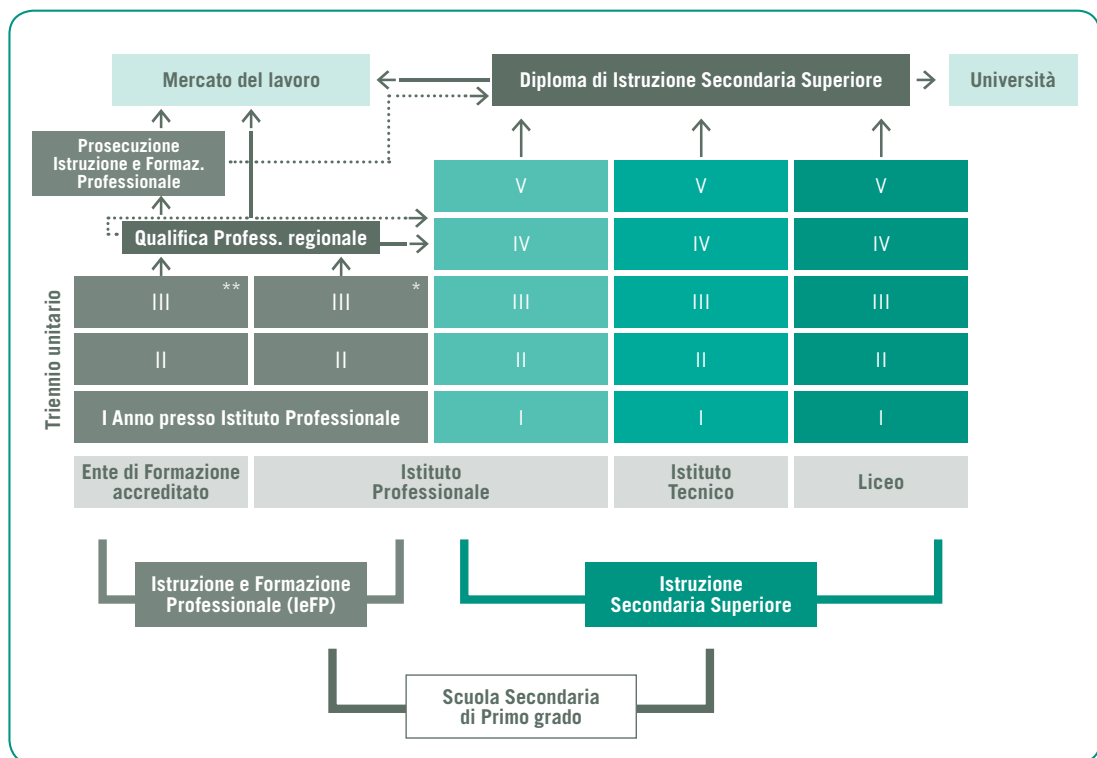 Mercato del lavoro
Diploma di Istruzione Secondaria Superiore
Università
Prosecuzione
Istruzione e Formaz.
Professionale
V
V
V
Qualifica Profess. regionale
IV
IV
IV
Triennio unitario
III **
III *
III
III
III
II
II
II
II
II
I Anno presso Istituto Professionale
I
I
I
Ente di Formazione
accreditato
Istituto
Professionale
Istituto
Tecnico
Liceo
Istruzione e Formazione
Professionale (IeFP)
Istruzione
Secondaria Superiore
Scuola Secondaria
di Primo grado